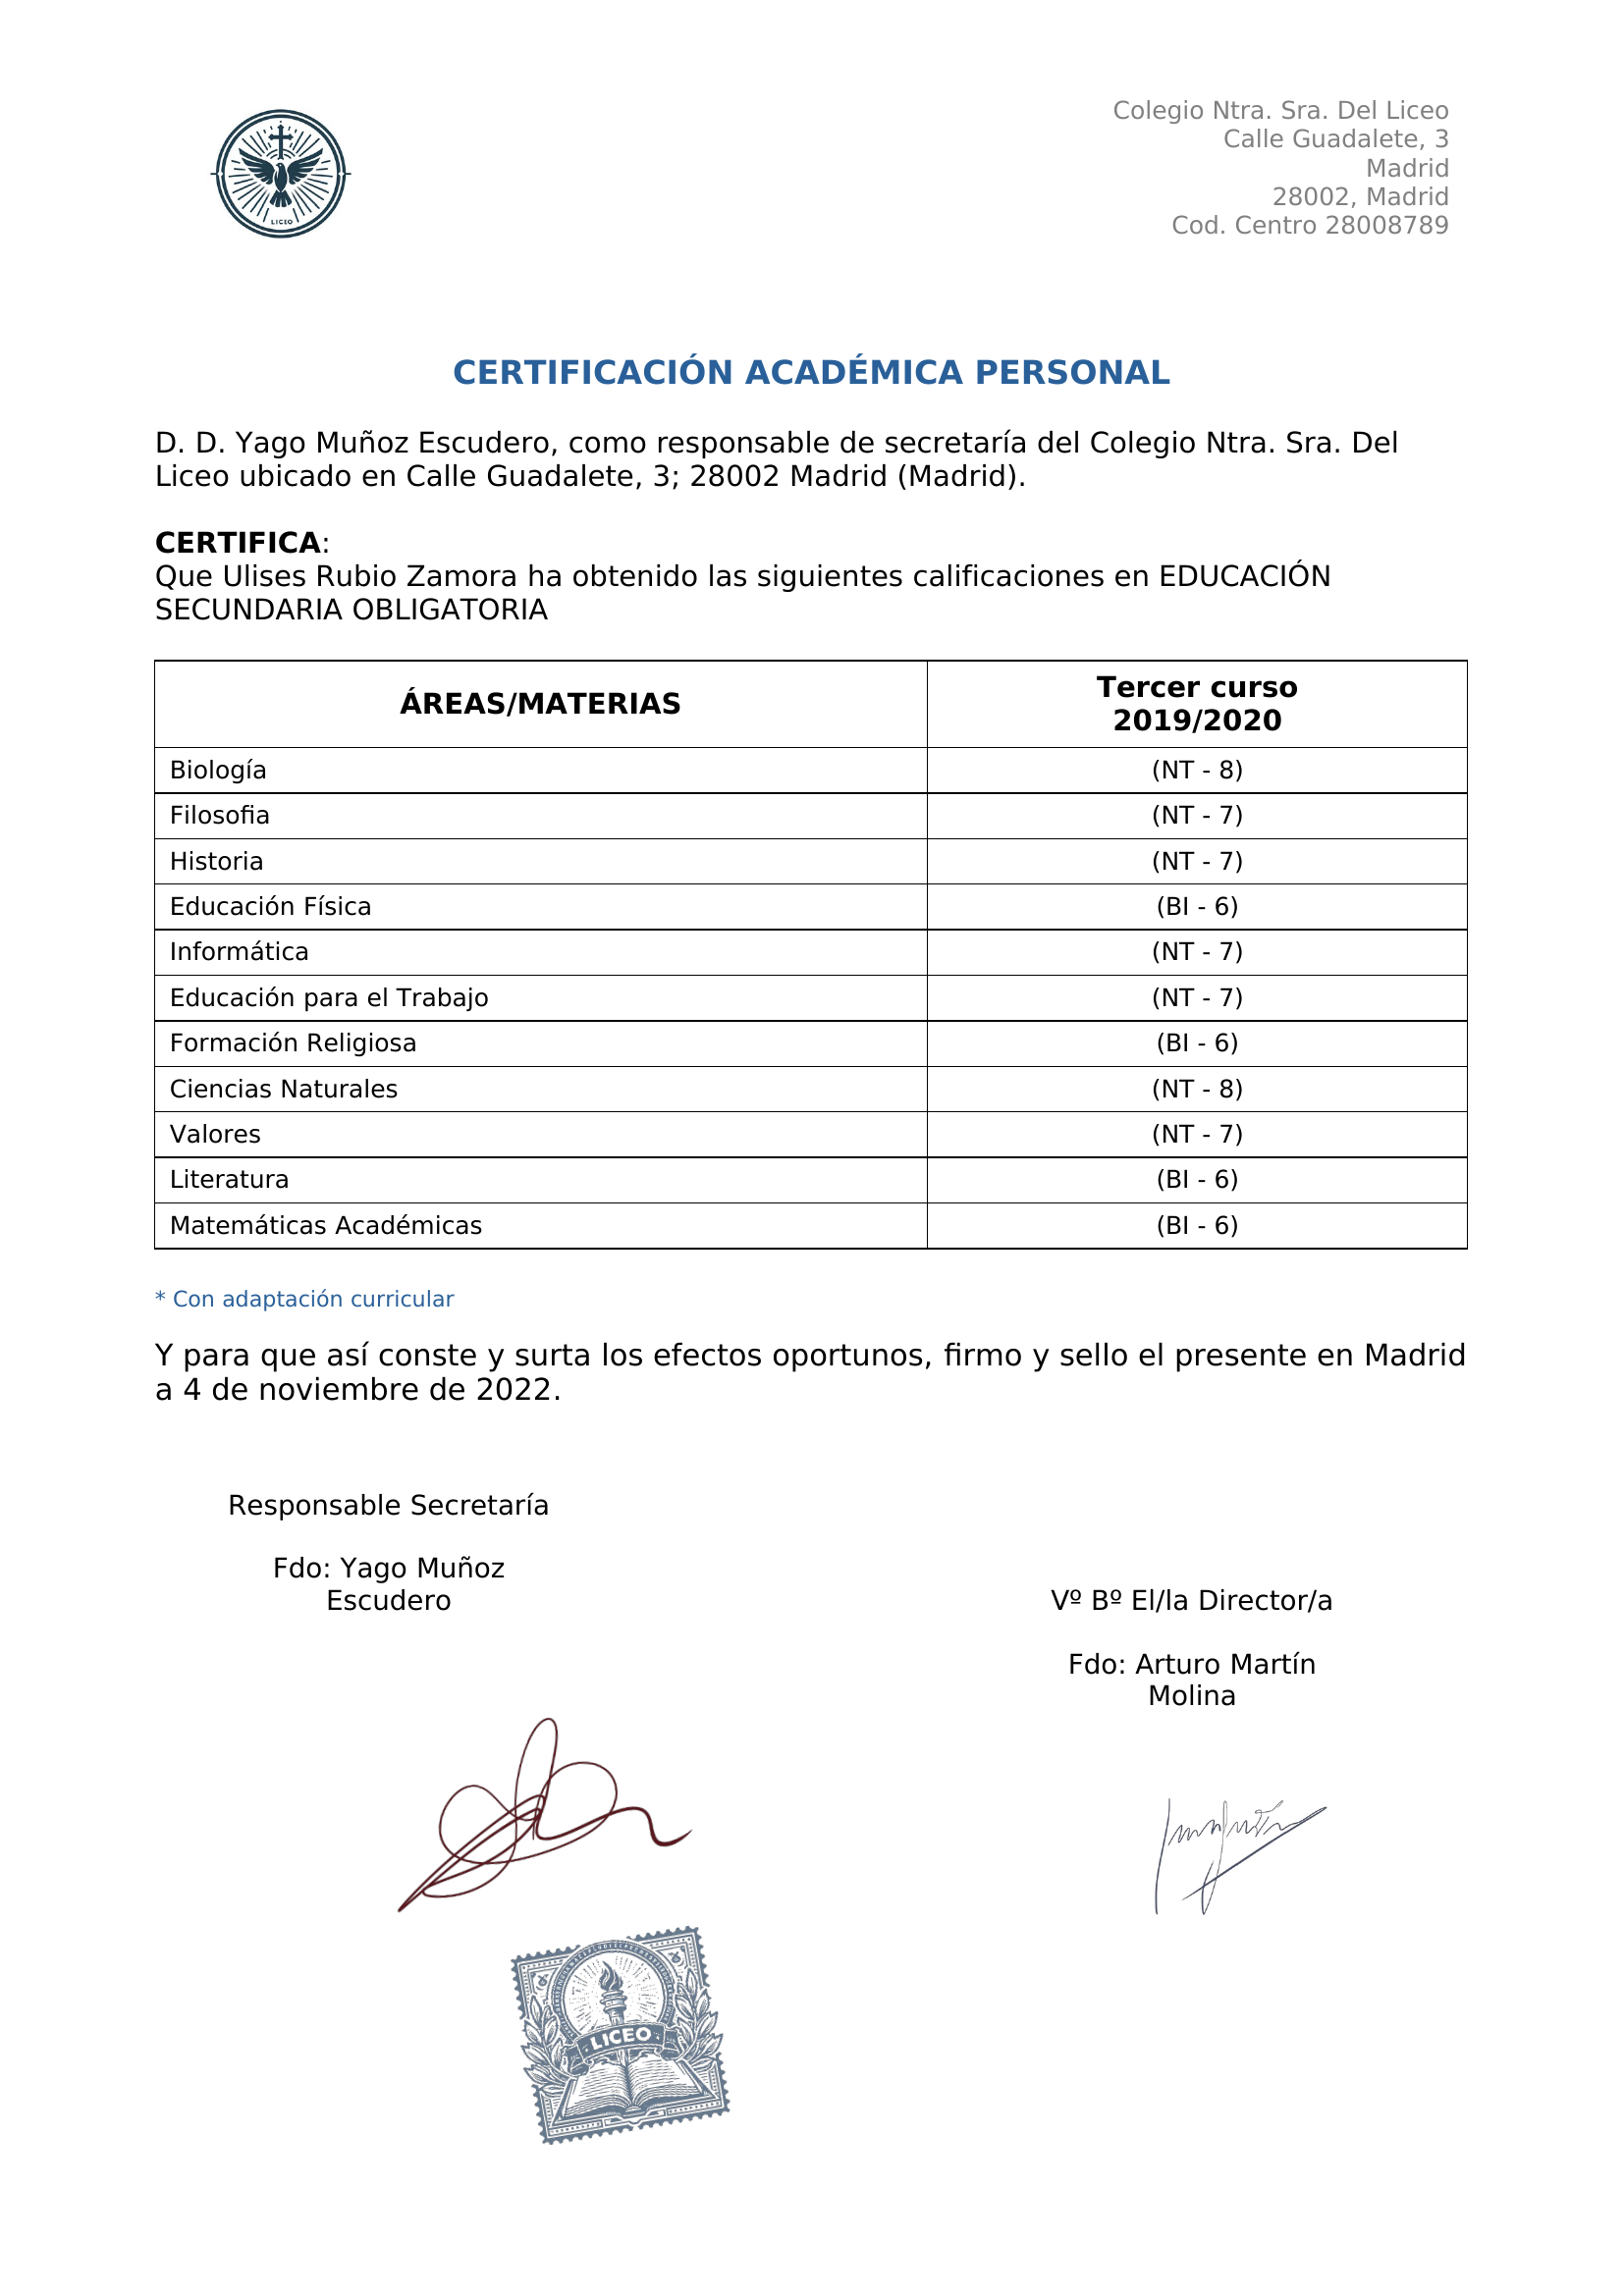 LICEO
Colegio Ntra. Sra. Del Liceo
Calle Guadalete, 3
Madrid
28002, Madrid
Cod. Centro 28008789
CERTIFICACIÓN ACADÉMICA PERSONAL
D. D. Yago Muñoz Escudero, como responsable de secretaría del Colegio Ntra. Sra. Del
Liceo ubicado en Calle Guadalete, 3; 28002 Madrid (Madrid).
CERTIFICA:
Que Ulises Rubio Zamora ha obtenido las siguientes calificaciones en EDUCACIÓN
SECUNDARIA OBLIGATORIA
ÁREAS/MATERIAS Tercer curso
2019/2020
Biología (NT - 8)
Filosofia (NT - 7)
Historia (NT - 7)
Educación Física (BI - 6)
Informática (NT - 7)
Educación para el Trabajo (NT - 7)
Formación Religiosa (BI - 6)
Ciencias Naturales (NT - 8)
Valores (NT - 7)
Literatura (BI - 6)
Matemáticas Académicas (BI - 6)
* Con adaptación curricular
Y para que así conste y surta los efectos oportunos, firmo y sello el presente en Madrid
a 4 de noviembre de 2022.
Responsable Secretaría
Fdo: Yago Muñoz
Escudero
Vº Bº El/la Director/a
Fdo: Arturo Martín
Molina
LICEO